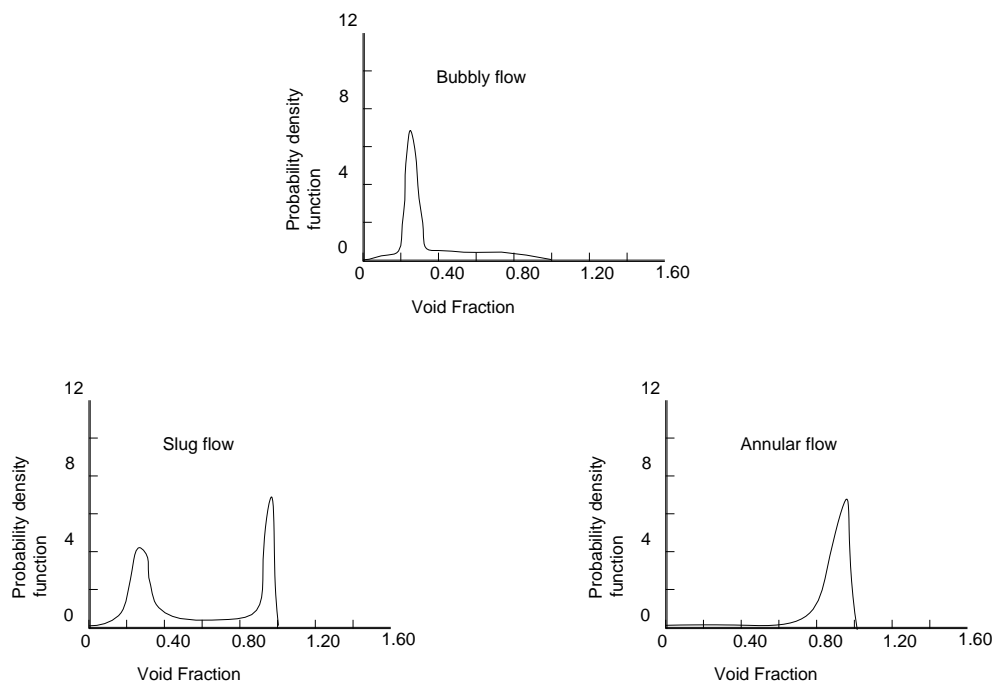 12
8
4
0
Probability density
function
Bubbly flow
0 0.40 0.80 1.20 1.60
Void Fraction
12
8
4
0
Probability density
function
Slug flow
0 0.40 0.80 1.20 1.60
Void Fraction
12
8
4
0
Probability density
function
Annular flow
0 0.40 0.80 1.20 1.60
Void Fraction